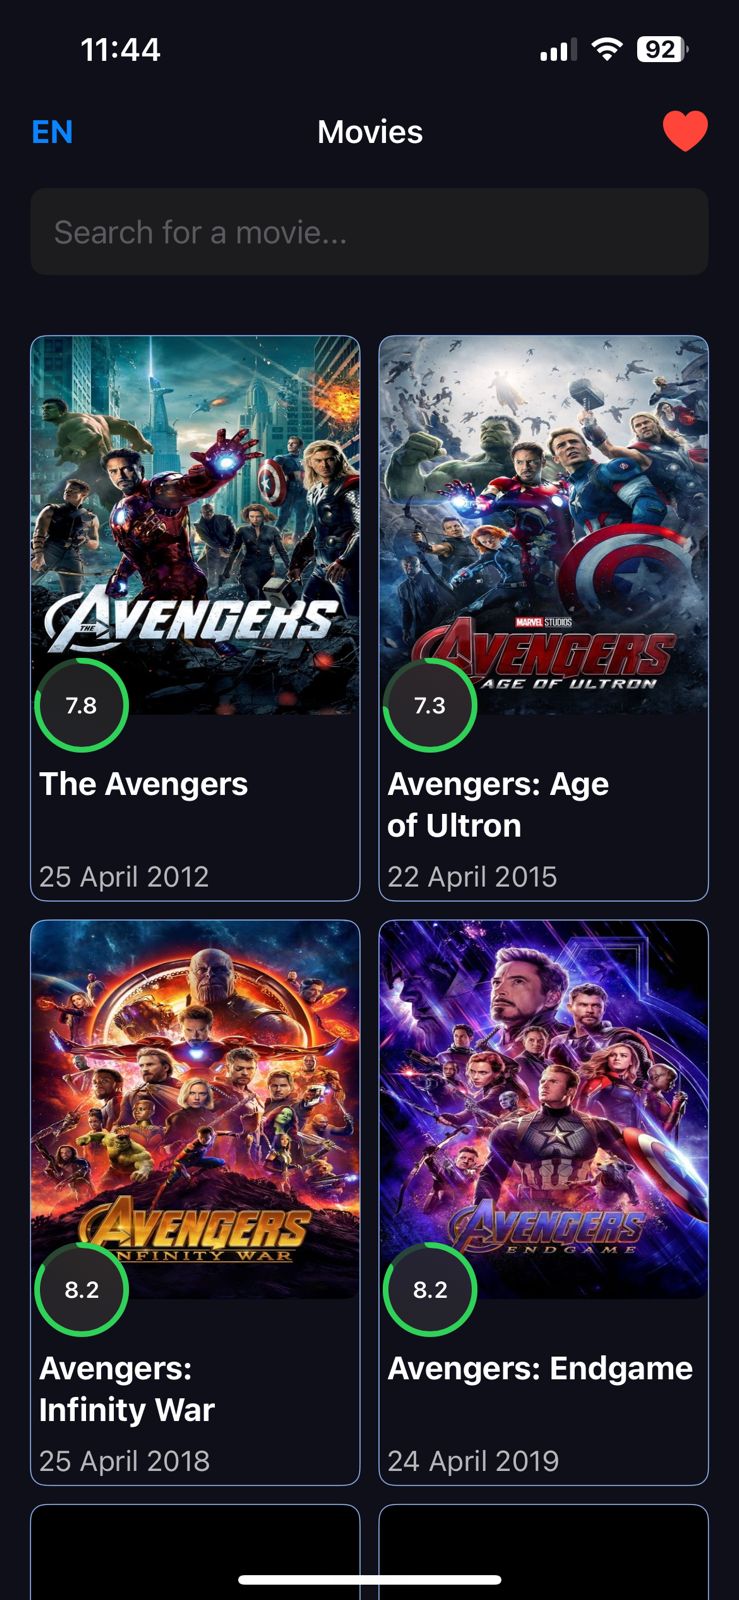 11:44
92
EN
Movies
Search for a movie...
THE AVENGERS
MARVEL STUDIOS
AVENGERS
AGE OF ULTRON
7.8
7.3
The Avengers
Avengers: Age
of Ultron
25 April 2012
22 April 2015
AVENGERS
INFINITY WAR
AVENGERS
ENDGAME
8.2
8.2
Avengers:
Infinity War
Avengers: Endgame
25 April 2018
24 April 2019